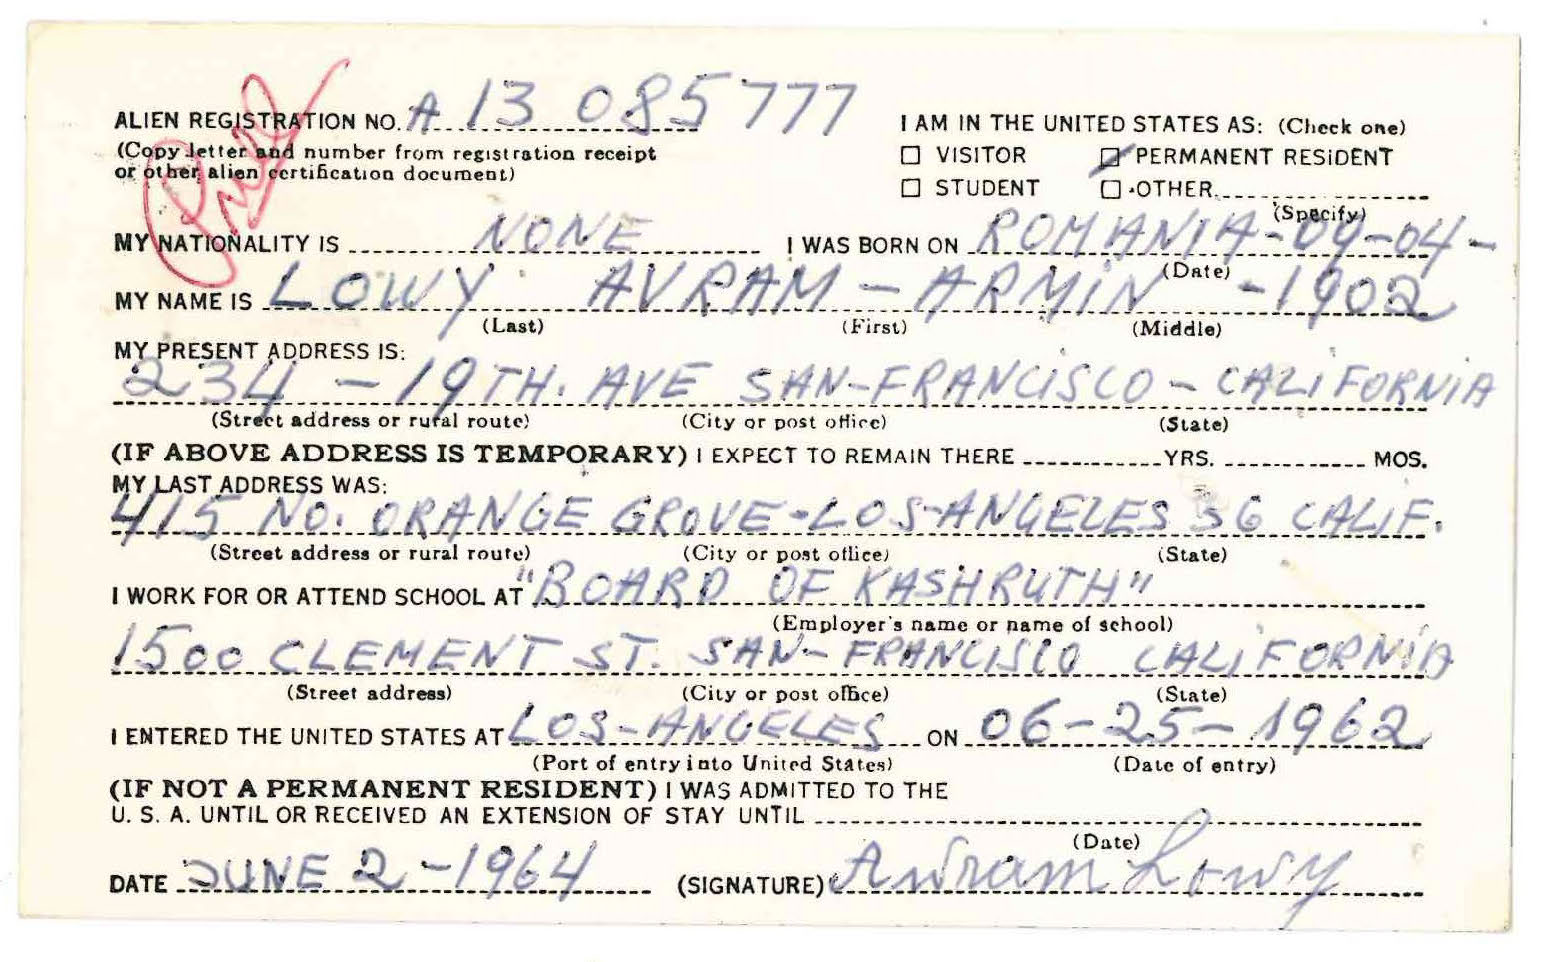 ALIEN REGISTRATION NO. A 13 085777
(Copy letter and number from registration receipt
or other alien certification document)
I AM IN THE UNITED STATES AS: (Check one)
VISITOR PERMANENT RESIDENT
STUDENT OTHER
(Specify)
MY NATIONALITY IS NONE I WAS BORN ON ROMANIA-09-04-
(Date)
MY NAME IS LOWY AVRAM - ARMIN -1902
(Last) (First) (Middle)
MY PRESENT ADDRESS IS:
234 - 19TH. AVE SAN-FRANCISCO - CALIFORNIA
(Street address or rural route) (City or post office) (State)
(IF ABOVE ADDRESS IS TEMPORARY) I EXPECT TO REMAIN THERE YRS. MOS.
MY LAST ADDRESS WAS:
415 NO. ORANGE GROVE-LOS-ANGELES 36 CALIF.
(Street address or rural route) (City or post office) (State)
I WORK FOR OR ATTEND SCHOOL AT "BOARD OF KASHRUTH"
(Employer's name or name of school)
1500 CLEMENT ST. SAN-FRANCISCO CALIFORNIA
(Street address) (City or post office) (State)
I ENTERED THE UNITED STATES AT LOS-ANGELES ON 06-25-1962
(Port of entry into United States) (Date of entry)
(IF NOT A PERMANENT RESIDENT) I WAS ADMITTED TO THE
U. S. A. UNTIL OR RECEIVED AN EXTENSION OF STAY UNTIL
(Date)
DATE JUNE 2-1964 (SIGNATURE) Avram Lowy